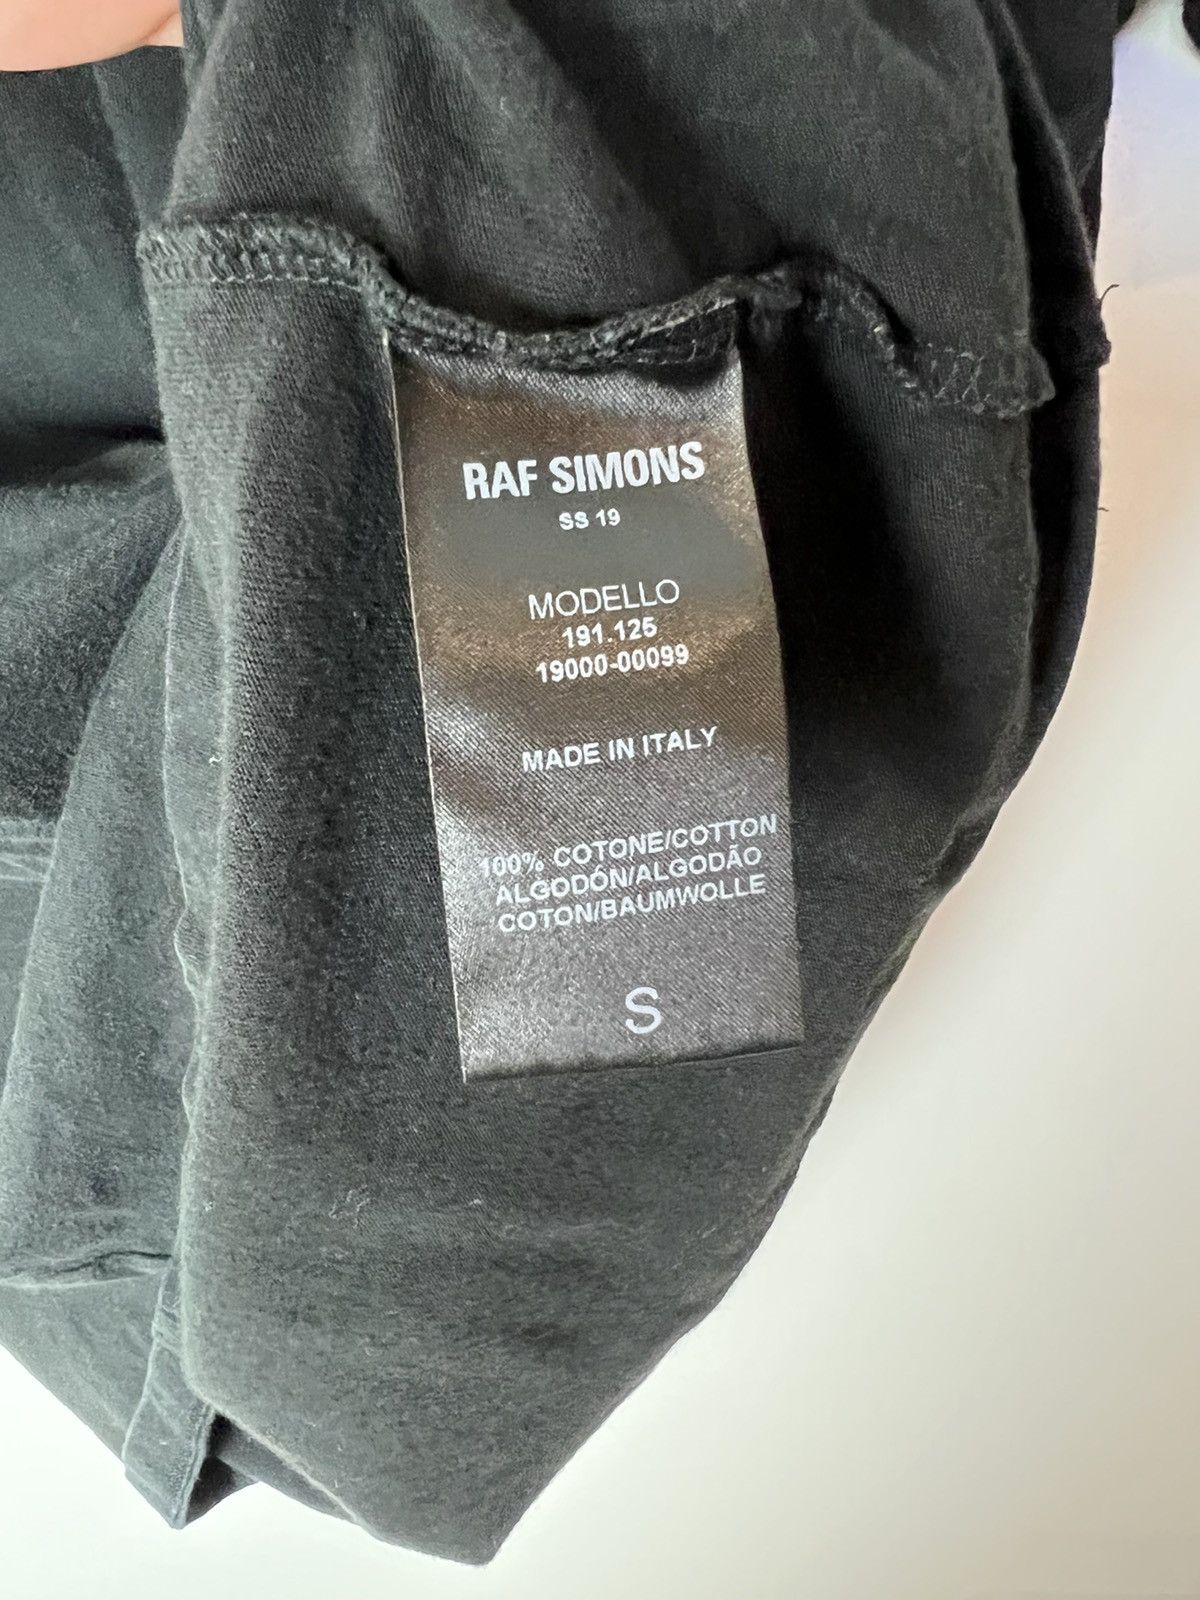 RAF SIMONS
SS 19
MODELLO
191.125
19000-00099
MADE IN ITALY
100% COTONE/COTTON
ALGODÓN/ALGODÃO
COTON/BAUMWOLLE
S